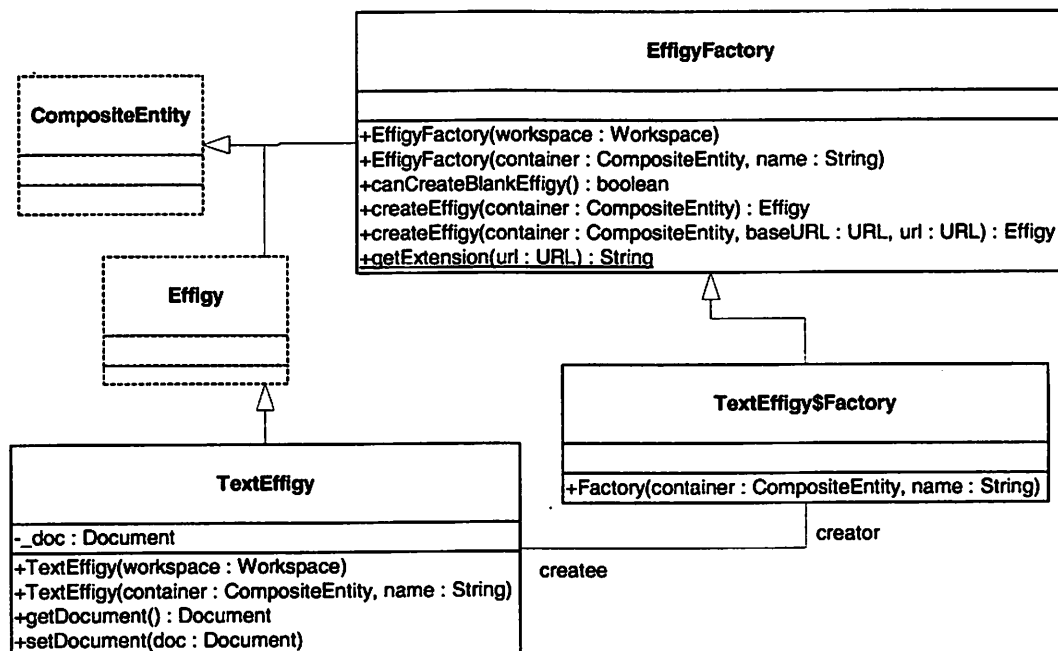 EffigyFactory
+EffigyFactory(workspace : Workspace)
+EffigyFactory(container : CompositeEntity, name : String)
+canCreateBlankEffigy() : boolean
+createEffigy(container : CompositeEntity) : Effigy
+createEffigy(container : CompositeEntity, baseURL : URL, url : URL) : Effigy
+getExtension(url : URL) : String
CompositeEntity
Effigy
TextEffigy$Factory
+Factory(container : CompositeEntity, name : String)
TextEffigy
-_doc : Document
+TextEffigy(workspace : Workspace)
+TextEffigy(container : CompositeEntity, name : String)
+getDocument() : Document
+setDocument(doc : Document)
creator
createe